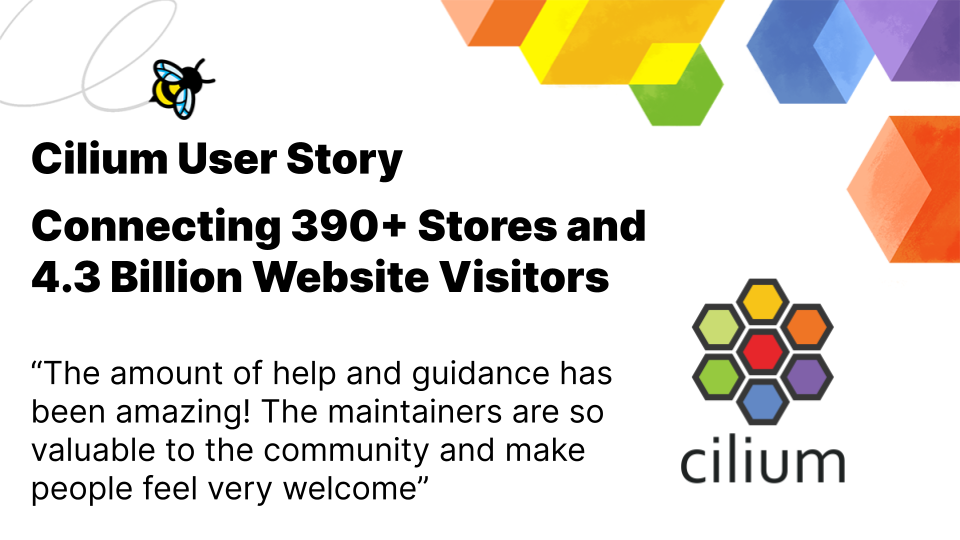 Cilium User Story
Connecting 390+ Stores and
4.3 Billion Website Visitors
“The amount of help and guidance has
been amazing! The maintainers are so
valuable to the community and make
people feel very welcome”
cilium